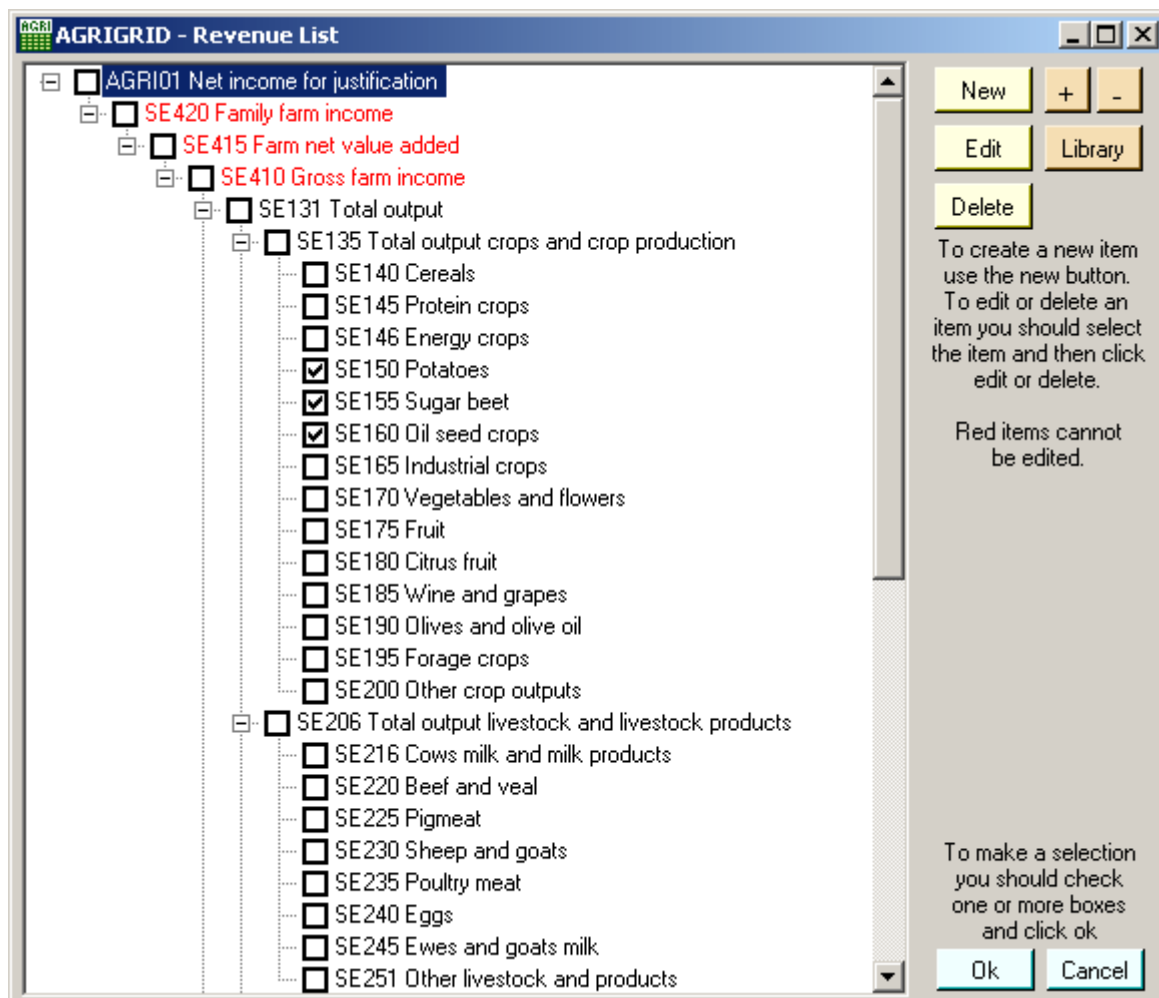 AGRI
AGRIGRID - Revenue List
AGRI01 Net income for justification
SE420 Family farm income
SE415 Farm net value added
SE410 Gross farm income
SE131 Total output
SE135 Total output crops and crop production
SE140 Cereals
SE145 Protein crops
SE146 Energy crops
SE150 Potatoes
SE155 Sugar beet
SE160 Oil seed crops
SE165 Industrial crops
SE170 Vegetables and flowers
SE175 Fruit
SE180 Citrus fruit
SE185 Wine and grapes
SE190 Olives and olive oil
SE195 Forage crops
SE200 Other crop outputs
SE206 Total output livestock and livestock products
SE216 Cows milk and milk products
SE220 Beef and veal
SE225 Pigmeat
SE230 Sheep and goats
SE235 Poultry meat
SE240 Eggs
SE245 Ewes and goats milk
SE251 Other livestock and products
New + -
Edit Library
Delete
To create a new item
use the new button.
To edit or delete an
item you should select
the item and then click
edit or delete.
Red items cannot
be edited.
To make a selection
you should check
one or more boxes
and click ok
Ok Cancel